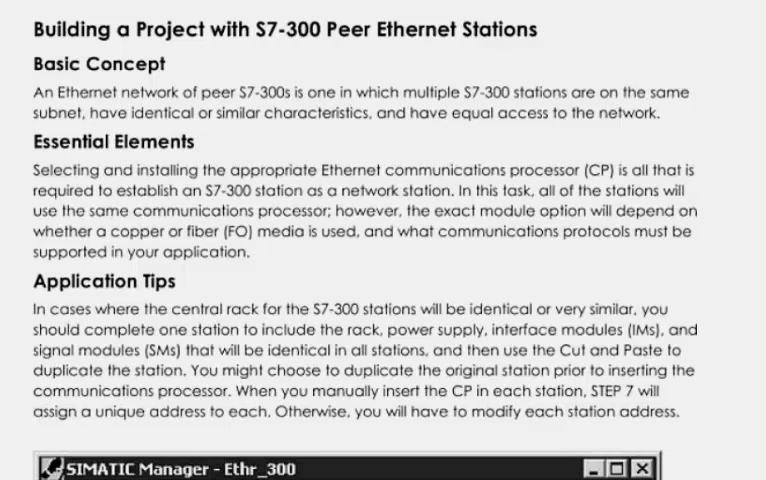 Building a Project with S7-300 Peer Ethernet Stations
Basic Concept
An Ethernet network of peer S7-300s is one in which multiple S7-300 stations are on the same
subnet, have identical or similar characteristics, and have equal access to the network.
Essential Elements
Selecting and installing the appropriate Ethernet communications processor (CP) is all that is
required to establish an S7-300 station as a network station. In this task, all of the stations will
use the same communications processor; however, the exact module option will depend on
whether a copper or fiber (FO) media is used, and what communications protocols must be
supported in your application.
Application Tips
In cases where the central rack for the S7-300 stations will be identical or very similar, you
should complete one station to include the rack, power supply, interface modules (IMs), and
signal modules (SMs) that will be identical in all stations, and then use the Cut and Paste to
duplicate the station. You might choose to duplicate the original station prior to inserting the
communications processor. When you manually insert the CP in each station, STEP 7 will
assign a unique address to each. Otherwise, you will have to modify each station address.
SIMATIC Manager - Ethr_300